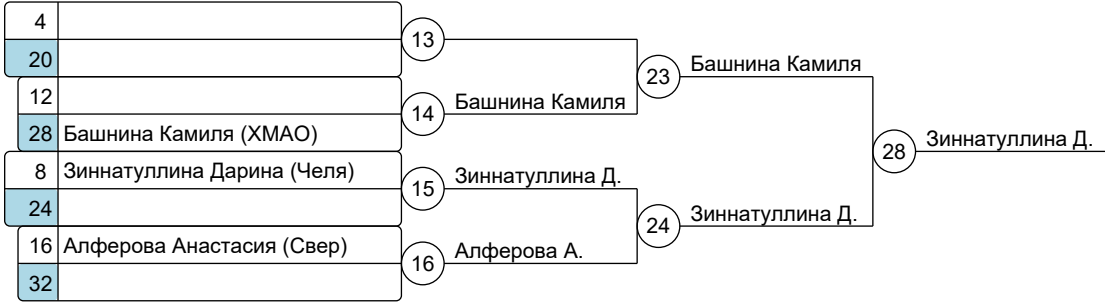 4
13
20
23
Башнина Камиля
12
14
Башнина Камиля
28
Башнина Камиля (ХМАО)
28
Зиннатуллина Д.
8
Зиннатуллина Дарина (Челя)
15
Зиннатуллина Д.
24
24
Зиннатуллина Д.
16
Алферова Анастасия (Свер)
16
Алферова А.
32